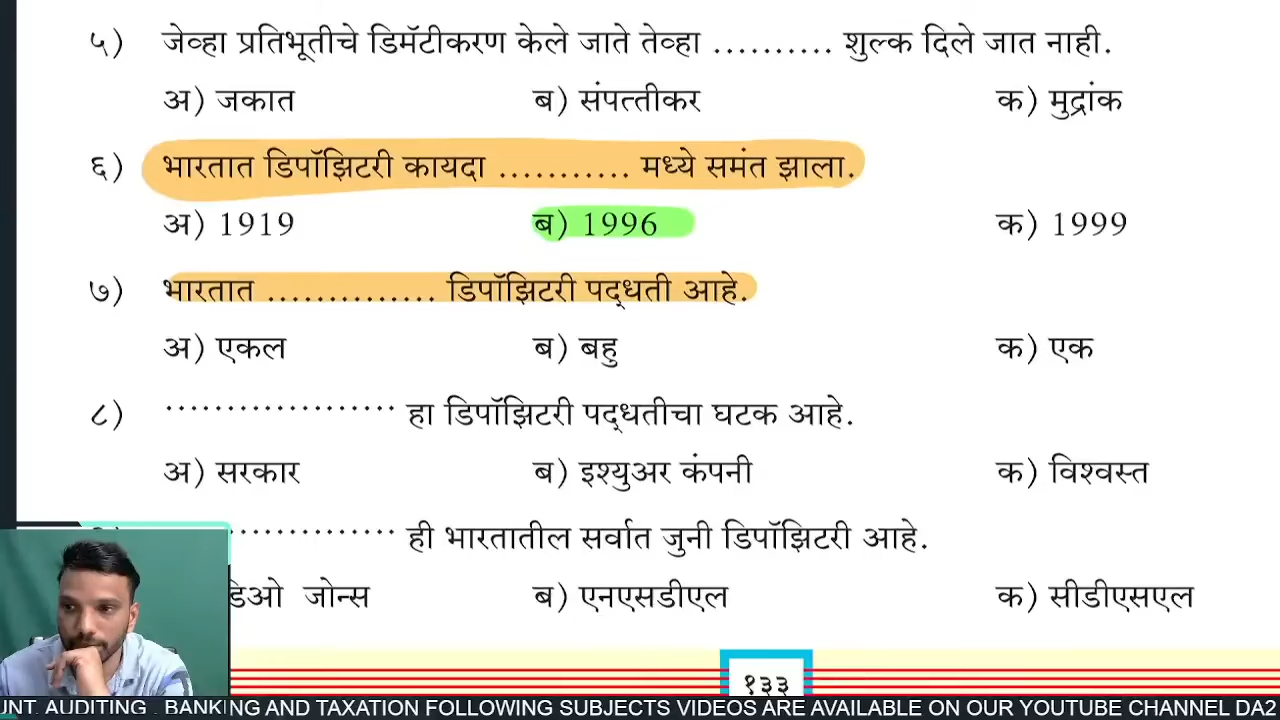 ५) जेव्हा प्रतिभूतीचे डिमॅटीकरण केले जाते तेव्हा .......... शुल्क दिले जात नाही.
अ) जकात ब) संपत्तीकर क) मुद्रांक
६) भारतात डिपॉझिटरी कायदा ........... मध्ये समंत झाला.
अ) 1919 ब) 1996 क) 1999
७) भारतात .............. डिपॉझिटरी पद्धती आहे.
अ) एकल ब) बहु क) एक
८) ................... हा डिपॉझिटरी पद्धतीचा घटक आहे.
अ) सरकार ब) इश्युअर कंपनी क) विश्वस्त
.............. ही भारतातील सर्वात जुनी डिपॉझिटरी आहे.
डिओ जोन्स ब) एनएसडीएल क) सीडीएसएल
१३३
UNT. AUDITING . BANKING AND TAXATION FOLLOWING SUBJECTS VIDEOS ARE AVAILABLE ON OUR YOUTUBE CHANNEL DA2